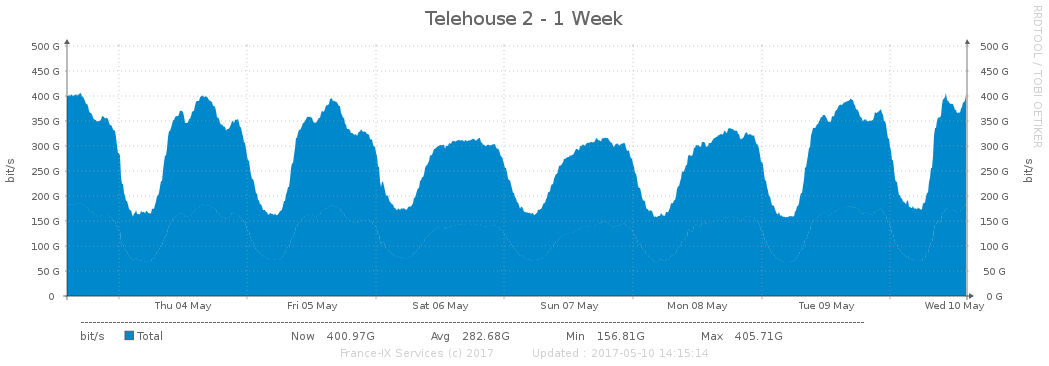 Telehouse 2 - 1 Week
RRDTOOL / TOBI OETIKER
500 G 500 G
450 G 450 G
400 G 400 G
350 G 350 G
300 G 300 G
250 G 250 G
200 G 200 G
150 G 150 G
100 G 100 G
50 G 50 G
0 0 G
bit/s bit/s
Thu 04 May Fri 05 May Sat 06 May Sun 07 May Mon 08 May Tue 09 May Wed 10 May
bit/s Total Now 400.97G Avg 282.68G Min 156.81G Max 405.71G
France-IX Services (c) 2017 Updated : 2017-05-10 14:15:14